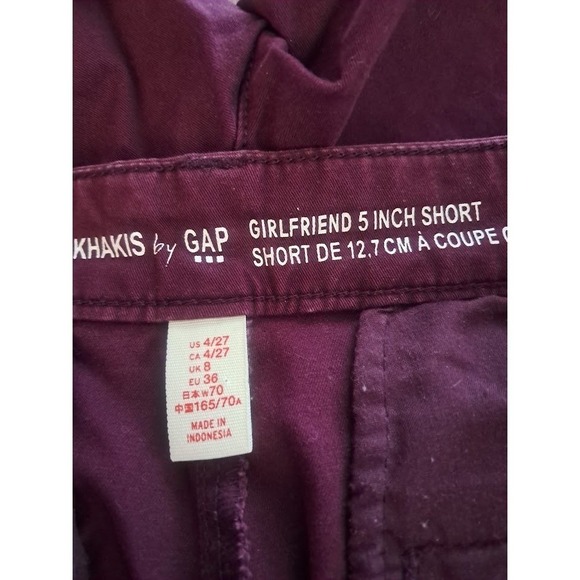 KHAKIS by GAP
GIRLFRIEND 5 INCH SHORT
SHORT DE 12,7 CM À COUPE
US 4/27
CA 4/27
UK 8
EU 36
日本 W70
中国 165/70A
MADE IN
INDONESIA